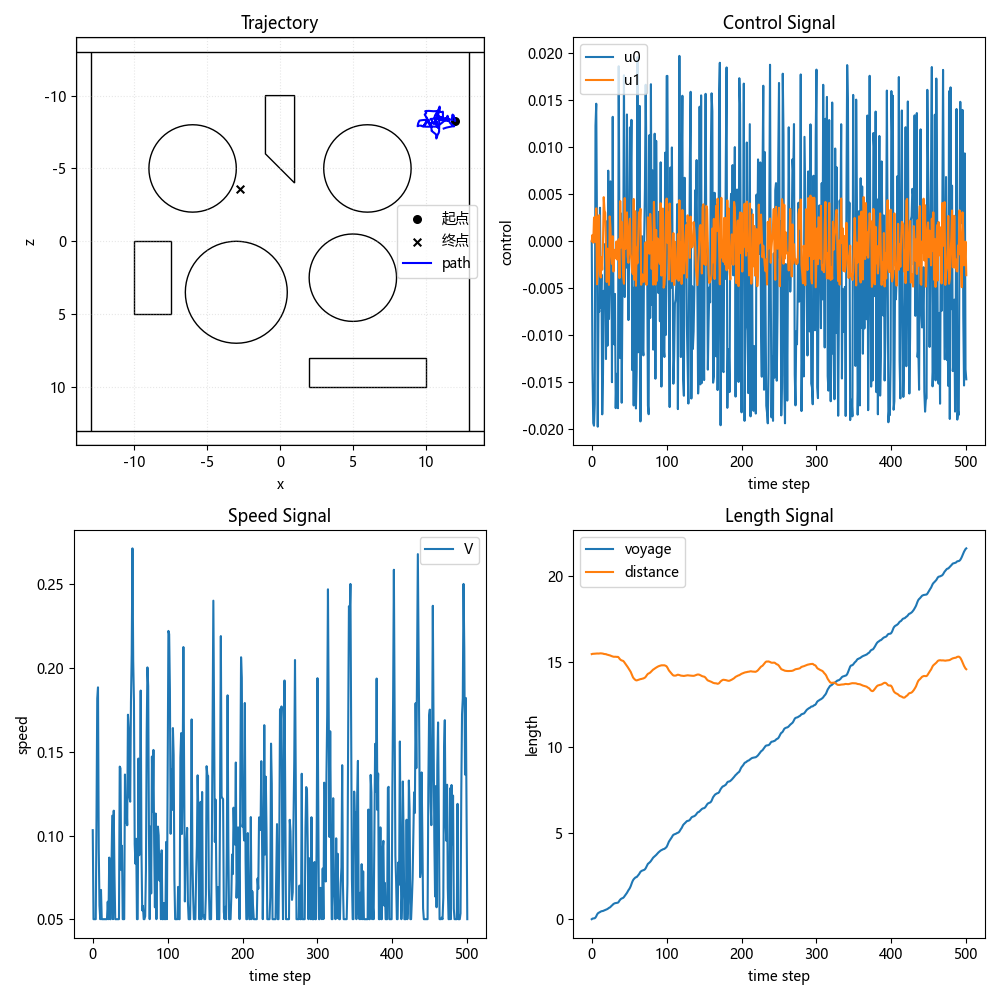 Trajectory
-10
-5
0
5
10
z
-10
-5
0
5
10
x
起点
终点
path
Control Signal
0.020
0.015
0.010
0.005
0.000
-0.005
-0.010
-0.015
-0.020
control
0
100
200
300
400
500
time step
u0
u1
Speed Signal
0.25
0.20
0.15
0.10
0.05
speed
0
100
200
300
400
500
time step
V
Length Signal
20
15
10
5
0
length
0
100
200
300
400
500
time step
voyage
distance